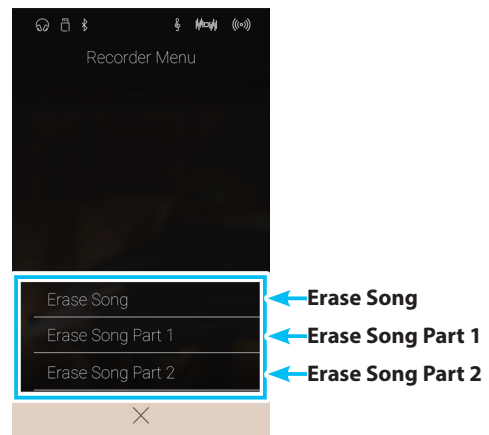 Recorder Menu
Erase Song
Erase Song
Erase Song Part 1
Erase Song Part 1
Erase Song Part 2
Erase Song Part 2